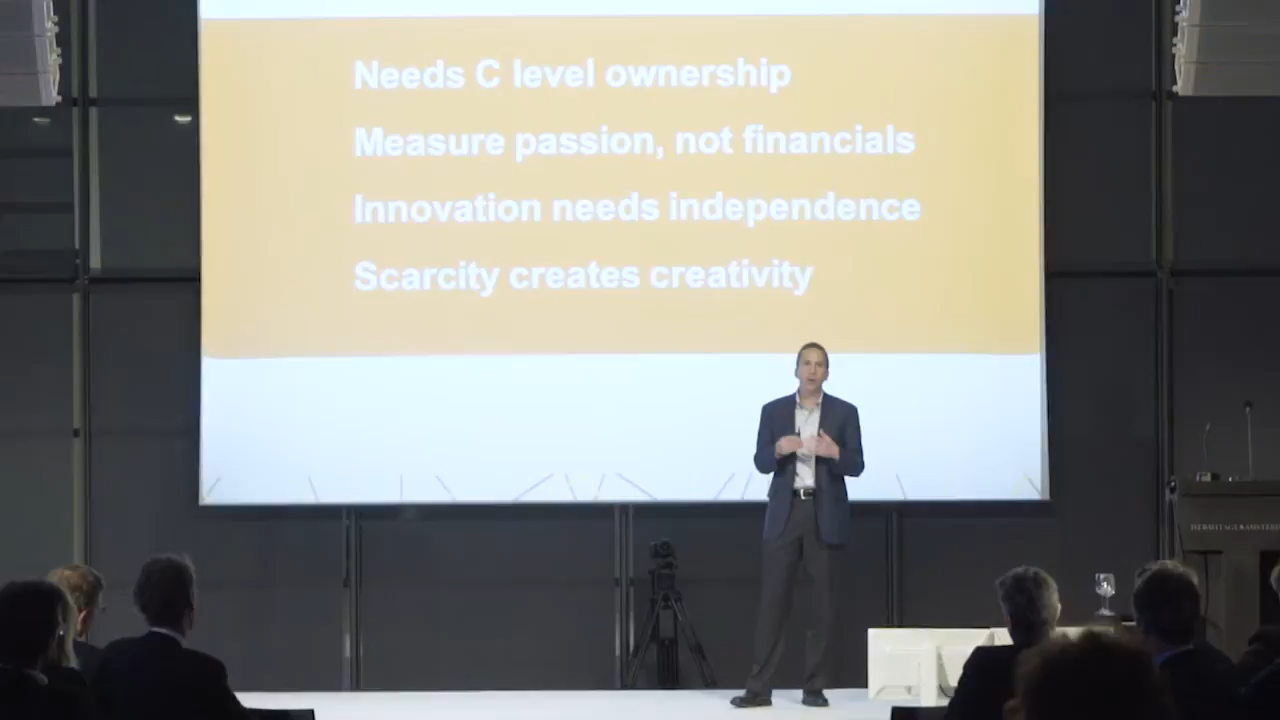 Needs C level ownership
Measure passion, not financials
Innovation needs independence
Scarcity creates creativity